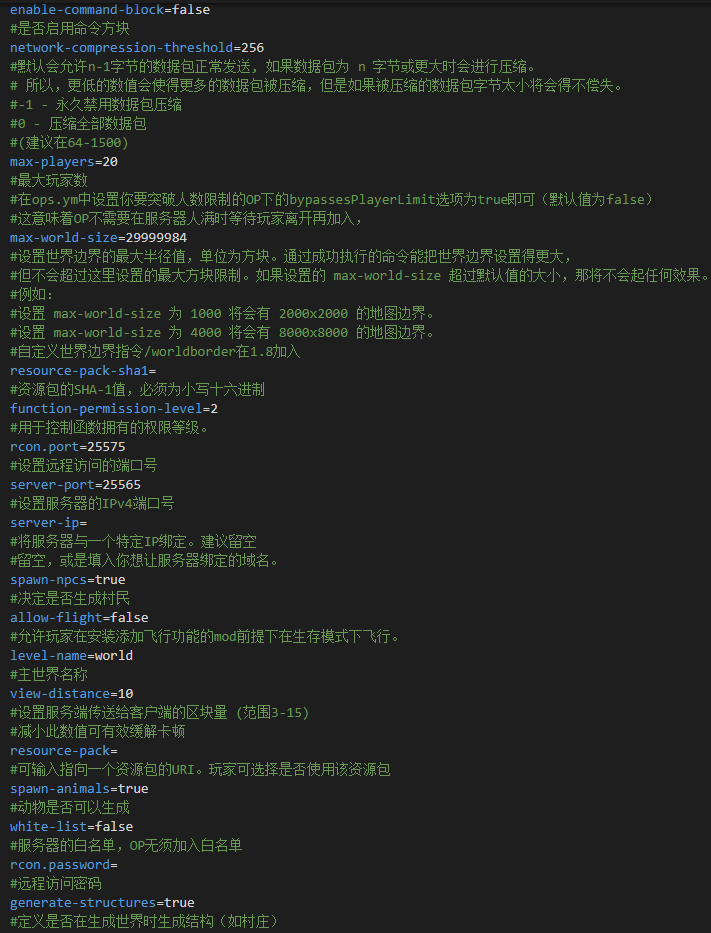 enable-command-block=false
#是否启用命令方块
network-compression-threshold=256
#默认会允许n-1字节的数据包正常发送, 如果数据包为 n 字节或更大时会进行压缩。
# 所以，更低的数值会使得更多的数据包被压缩，但是如果被压缩的数据包字节太小将会得不偿失。
#-1 - 永久禁用数据包压缩
#0 - 压缩全部数据包
#(建议在64-1500)
max-players=20
#最大玩家数
#在ops.ym中设置你要突破人数限制的OP下的bypassesPlayerLimit选项为true即可（默认值为false）
#这意味着OP不需要在服务器人满时等待玩家离开再加入，
max-world-size=29999984
#设置世界边界的最大半径值，单位为方块。通过成功执行的命令能把世界边界设置得更大，
#但不会超过这里设置的最大方块限制。如果设置的 max-world-size 超过默认值的大小，那将不会起任何效果。
#例如：
#设置 max-world-size 为 1000 将会有 2000x2000 的地图边界。
#设置 max-world-size 为 4000 将会有 8000x8000 的地图边界。
#自定义世界边界指令/worldborder在1.8加入
resource-pack-sha1=
#资源包的SHA-1值，必须为小写十六进制
function-permission-level=2
#用于控制函数拥有的权限等级。
rcon.port=25575
#设置远程访问的端口号
server-port=25565
#设置服务器的IPv4端口号
server-ip=
#将服务器与一个特定IP绑定。建议留空
#留空，或是填入你想让服务器绑定的域名。
spawn-npcs=true
#决定是否生成村民
allow-flight=false
#允许玩家在安装添加飞行功能的mod前提下在生存模式下飞行。
level-name=world
#主世界名称
view-distance=10
#设置服务端传送给客户端的区块量 (范围3-15)
#减小此数值可有效缓解卡顿
resource-pack=
#可输入指向一个资源包的URI。玩家可选择是否使用该资源包
spawn-animals=true
#动物是否可以生成
white-list=false
#服务器的白名单，OP无须加入白名单
rcon.password=
#远程访问密码
generate-structures=true
#定义是否在生成世界时生成结构（如村庄）